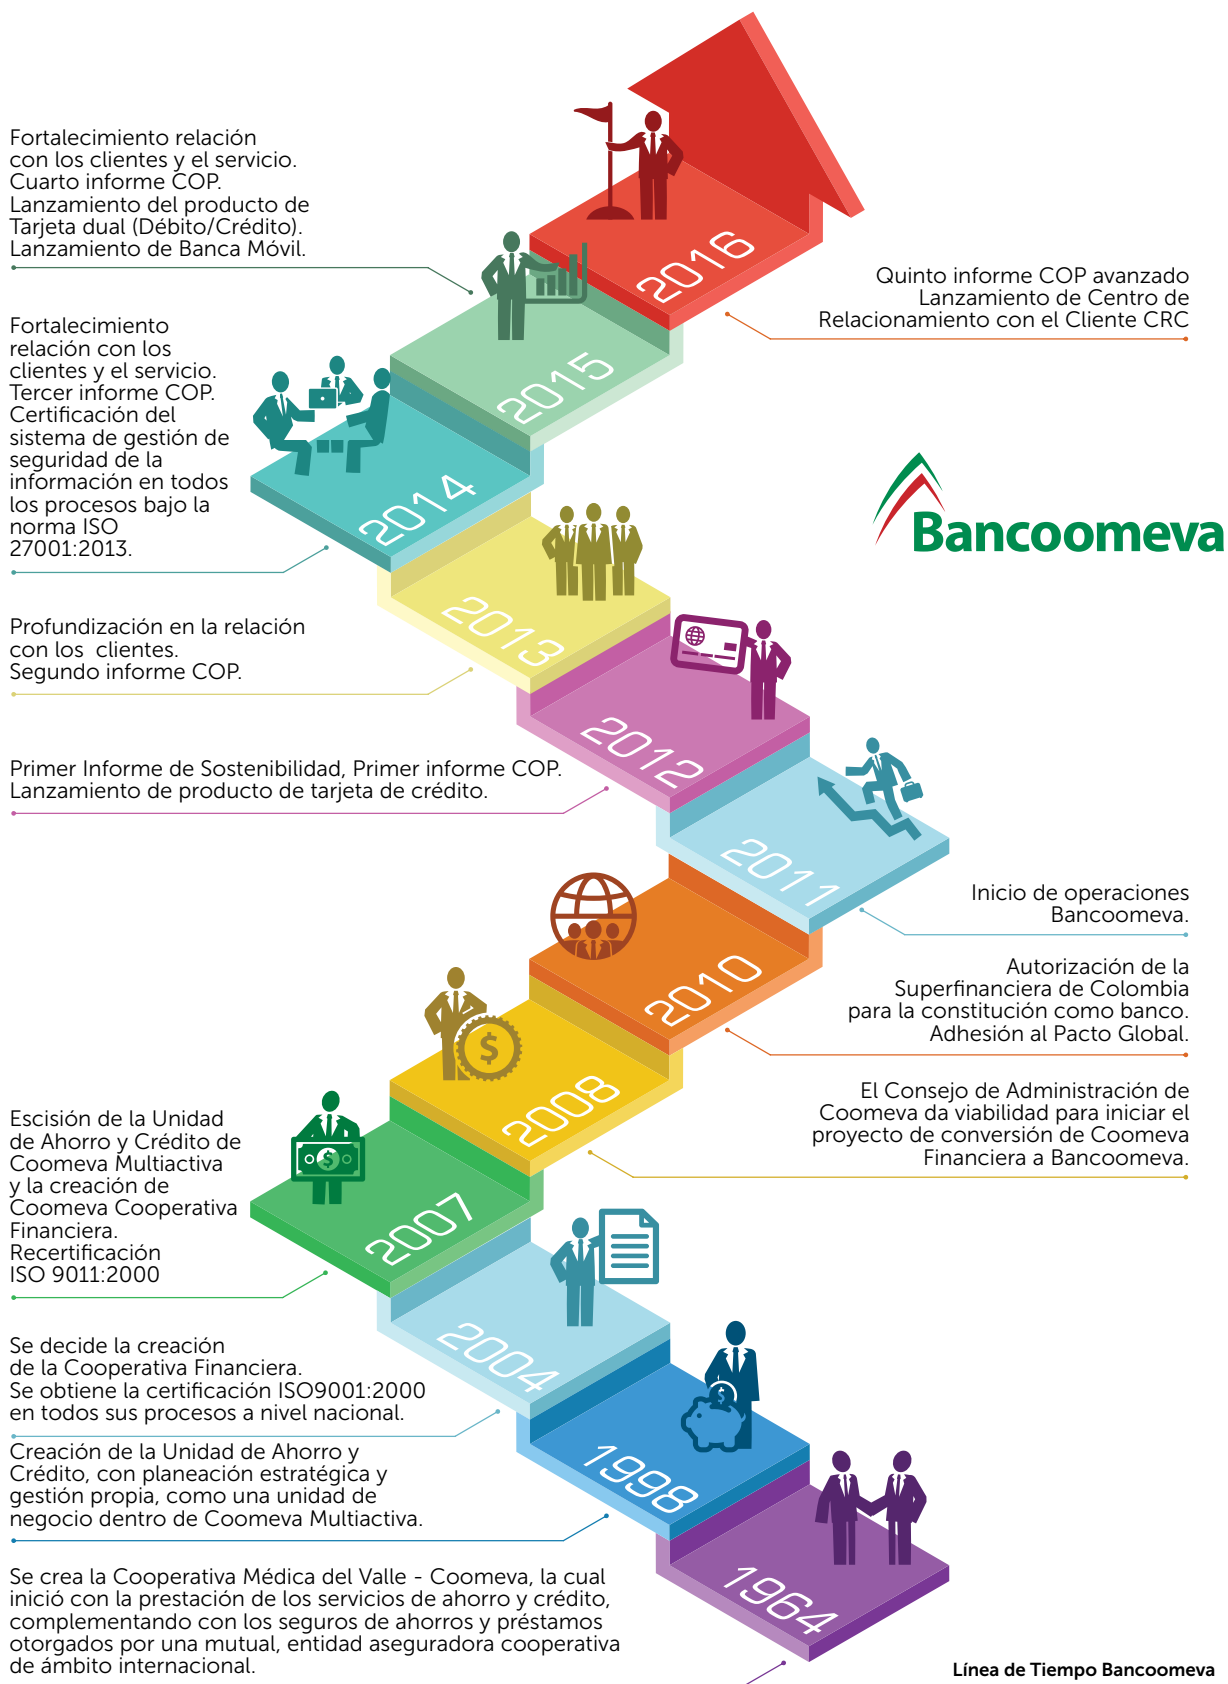 Fortalecimiento relación
con los clientes y el servicio.
Cuarto informe COP.
Lanzamiento del producto de
Tarjeta dual (Débito/Crédito).
Lanzamiento de Banca Móvil.
2016
Quinto informe COP avanzado
Lanzamiento de Centro de
Relacionamiento con el Cliente CRC
2015
Fortalecimiento
relación con los
clientes y el servicio.
Tercer informe COP.
Certificación del
sistema de gestión de
seguridad de la
información en todos
los procesos bajo la
norma ISO
27001:2013.
2014
Bancoomeva
2013
Profundización en la relación
con los clientes.
Segundo informe COP.
2012
Primer Informe de Sostenibilidad, Primer informe COP.
Lanzamiento de producto de tarjeta de crédito.
2011
Inicio de operaciones
Bancoomeva.
2010
Autorización de la
Superfinanciera de Colombia
para la constitución como banco.
Adhesión al Pacto Global.
$
2008
El Consejo de Administración de
Coomeva da viabilidad para iniciar el
proyecto de conversión de Coomeva
Financiera a Bancoomeva.
Escisión de la Unidad
de Ahorro y Crédito de
Coomeva Multiactiva
y la creación de
Coomeva Cooperativa
Financiera.
Recertificación
ISO 9011:2000
$
2007
2004
Se decide la creación
de la Cooperativa Financiera.
Se obtiene la certificación ISO9001:2000
en todos sus procesos a nivel nacional.
$
1998
Creación de la Unidad de Ahorro y
Crédito, con planeación estratégica y
gestión propia, como una unidad de
negocio dentro de Coomeva Multiactiva.
1964
Se crea la Cooperativa Médica del Valle - Coomeva, la cual
inició con la prestación de los servicios de ahorro y crédito,
complementando con los seguros de ahorros y préstamos
otorgados por una mutual, entidad aseguradora cooperativa
de ámbito internacional.
Línea de Tiempo Bancoomeva